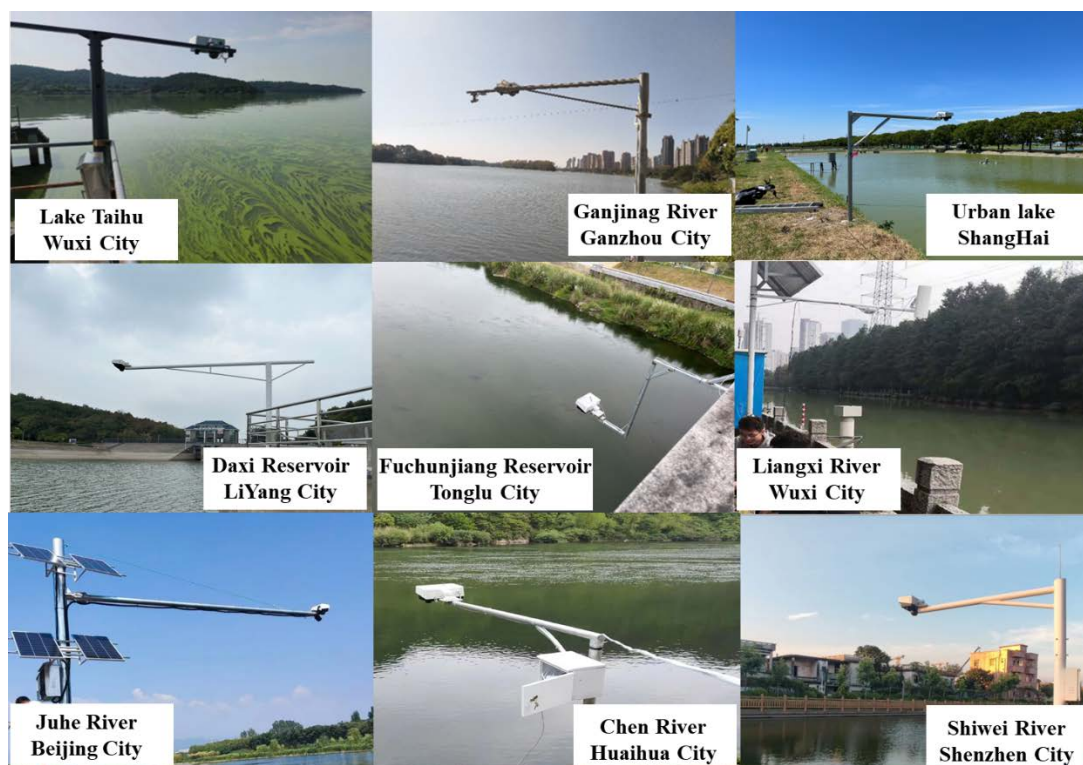 Lake Taihu
Wuxi City
Ganjinag River
Ganzhou City
Urban lake
ShangHai
Daxi Reservoir
LiYang City
Fuchunjiang Reservoir
Tonglu City
Liangxi River
Wuxi City
Juhe River
Beijing City
Chen River
Huaihua City
Shiwei River
Shenzhen City